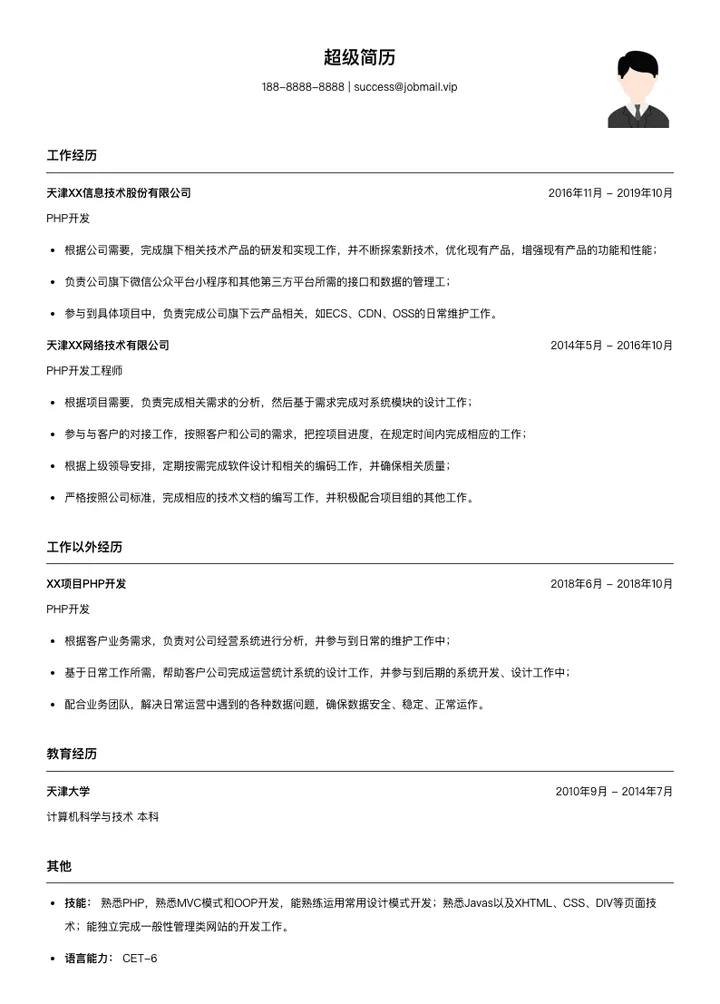 超级简历
188-8888-8888 | success@jobmail.vip
工作经历
天津XX信息技术股份有限公司 2016年11月 – 2019年10月
PHP开发
• 根据公司需要，完成旗下相关技术产品的研发和实现工作，并不断探索新技术，优化现有产品，增强现有产品的功能和性能；
• 负责公司旗下微信公众平台小程序和其他第三方平台所需的接口和数据的管理工；
• 参与到具体项目中，负责完成公司旗下云产品相关，如ECS、CDN、OSS的日常维护工作。
天津XX网络技术有限公司 2014年5月 – 2016年10月
PHP开发工程师
• 根据项目需要，负责完成相关需求的分析，然后基于需求完成对系统模块的设计工作；
• 参与与客户的对接工作，按照客户和公司的需求，把控项目进度，在规定时间内完成相应的工作；
• 根据上级领导安排，定期按需完成软件设计和相关的编码工作，并确保相关质量；
• 严格按照公司标准，完成相应的技术文档的编写工作，并积极配合项目组的其他工作。
工作以外经历
XX项目PHP开发 2018年6月 – 2018年10月
PHP开发
• 根据客户业务需求，负责对公司经营系统进行分析，并参与到日常的维护工作中；
• 基于日常工作所需，帮助客户公司完成运营统计系统的设计工作，并参与到后期的系统开发、设计工作中；
• 配合业务团队，解决日常运营中遇到的各种数据问题，确保数据安全、稳定、正常运作。
教育经历
天津大学 2010年9月 – 2014年7月
计算机科学与技术 本科
其他
• 技能： 熟悉PHP，熟悉MVC模式和OOP开发，能熟练运用常用设计模式开发；熟悉Javas以及XHTML、CSS、DIV等页面技
术；能独立完成一般性管理类网站的开发工作。
• 语言能力： CET-6